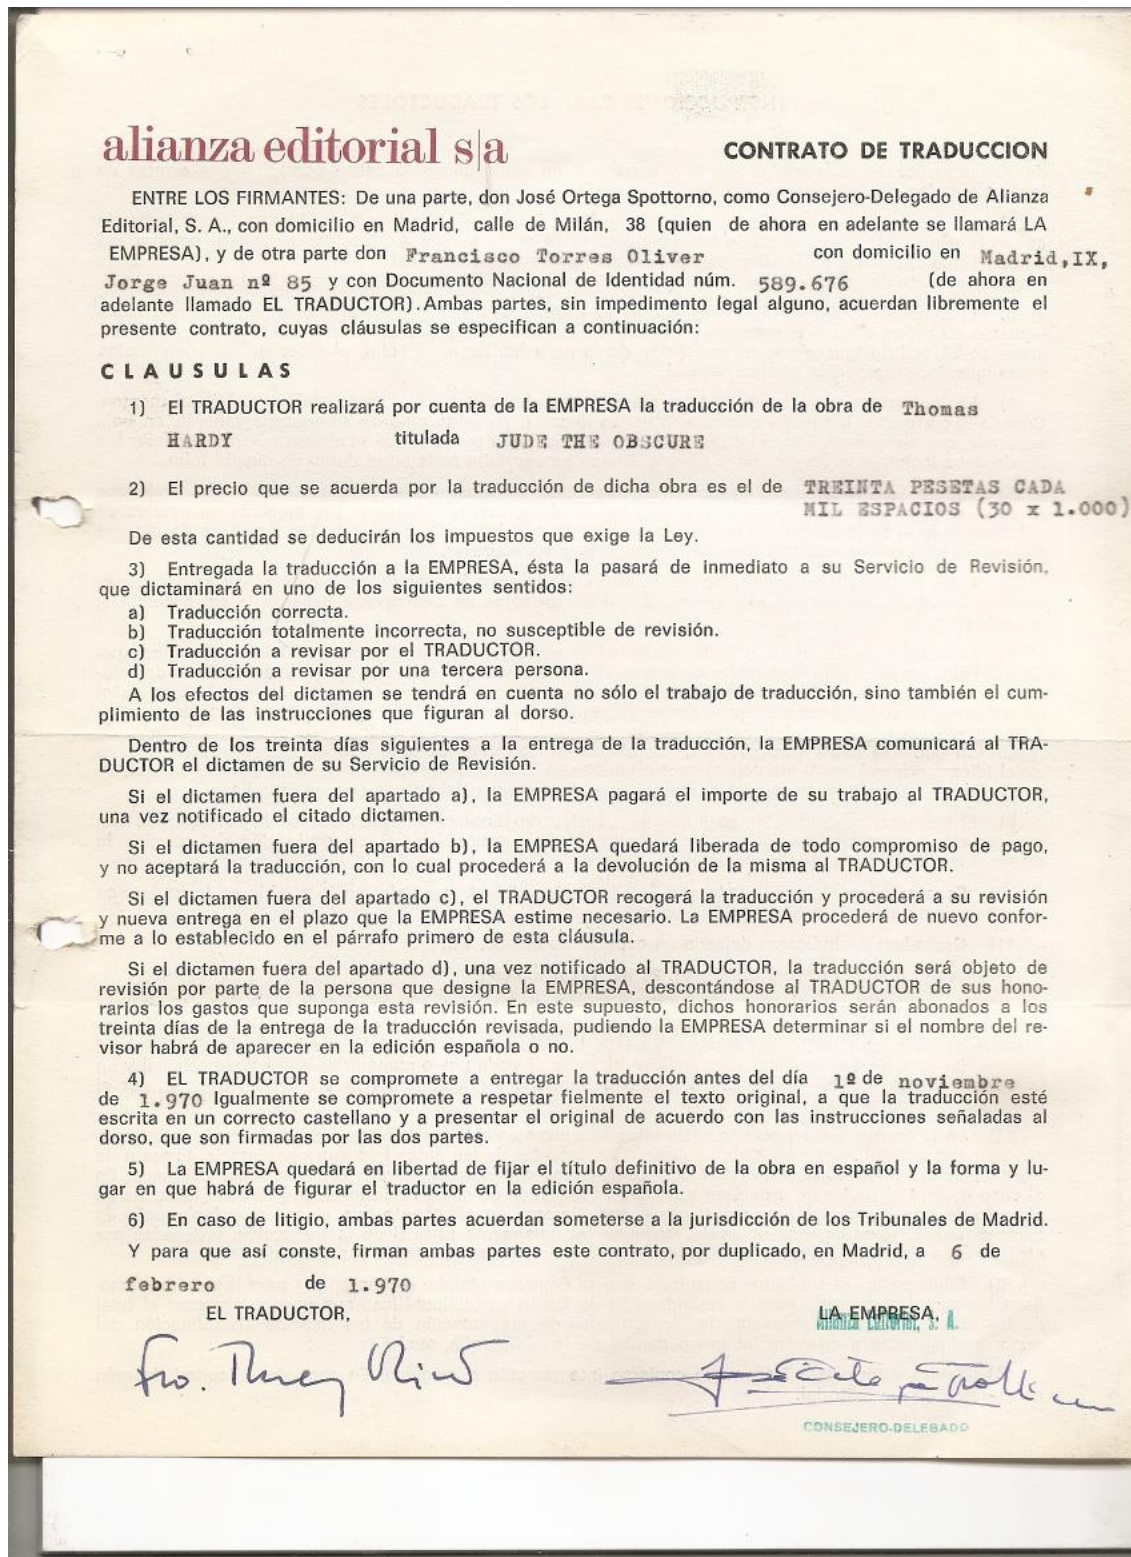 alianza editorial s|a
CONTRATO DE TRADUCCION
ENTRE LOS FIRMANTES: De una parte, don José Ortega Spottorno, como Consejero-Delegado de Alianza
Editorial, S. A., con domicilio en Madrid, calle de Milán, 38 (quien de ahora en adelante se llamará LA
EMPRESA), y de otra parte don Francisco Torres Oliver con domicilio en Madrid,IX,
Jorge Juan nº 85 y con Documento Nacional de Identidad núm. 589.676 (de ahora en
adelante llamado EL TRADUCTOR). Ambas partes, sin impedimento legal alguno, acuerdan libremente el
presente contrato, cuyas cláusulas se especifican a continuación:
CLAUSULAS
1) El TRADUCTOR realizará por cuenta de la EMPRESA la traducción de la obra de Thomas
HARDY titulada JUDE THE OBSCURE
2) El precio que se acuerda por la traducción de dicha obra es el de TREINTA PESETAS CADA
MIL ESPACIOS (30 x 1.000)
De esta cantidad se deducirán los impuestos que exige la Ley.
3) Entregada la traducción a la EMPRESA, ésta la pasará de inmediato a su Servicio de Revisión,
que dictaminará en uno de los siguientes sentidos:
a) Traducción correcta.
b) Traducción totalmente incorrecta, no susceptible de revisión.
c) Traducción a revisar por el TRADUCTOR.
d) Traducción a revisar por una tercera persona.
A los efectos del dictamen se tendrá en cuenta no sólo el trabajo de traducción, sino también el cum-
plimiento de las instrucciones que figuran al dorso.
Dentro de los treinta días siguientes a la entrega de la traducción, la EMPRESA comunicará al TRA-
DUCTOR el dictamen de su Servicio de Revisión.
Si el dictamen fuera del apartado a), la EMPRESA pagará el importe de su trabajo al TRADUCTOR,
una vez notificado el citado dictamen.
Si el dictamen fuera del apartado b), la EMPRESA quedará liberada de todo compromiso de pago,
y no aceptará la traducción, con lo cual procederá a la devolución de la misma al TRADUCTOR.
Si el dictamen fuera del apartado c), el TRADUCTOR recogerá la traducción y procederá a su revisión
y nueva entrega en el plazo que la EMPRESA estime necesario. La EMPRESA procederá de nuevo confor-
me a lo establecido en el párrafo primero de esta cláusula.
Si el dictamen fuera del apartado d), una vez notificado al TRADUCTOR, la traducción será objeto de
revisión por parte de la persona que designe la EMPRESA, descontándose al TRADUCTOR de sus hono-
rarios los gastos que suponga esta revisión. En este supuesto, dichos honorarios serán abonados a los
treinta días de la entrega de la traducción revisada, pudiendo la EMPRESA determinar si el nombre del re-
visor habrá de aparecer en la edición española o no.
4) EL TRADUCTOR se compromete a entregar la traducción antes del día 1º de noviembre
de 1.970 Igualmente se compromete a respetar fielmente el texto original, a que la traducción esté
escrita en un correcto castellano y a presentar el original de acuerdo con las instrucciones señaladas al
dorso, que son firmadas por las dos partes.
5) La EMPRESA quedará en libertad de fijar el título definitivo de la obra en español y la forma y lu-
gar en que habrá de figurar el traductor en la edición española.
6) En caso de litigio, ambas partes acuerdan someterse a la jurisdicción de los Tribunales de Madrid.
Y para que así conste, firman ambas partes este contrato, por duplicado, en Madrid, a 6 de
febrero de 1.970
EL TRADUCTOR, LA EMPRESA,
Alianza Editorial, S. A.
CONSEJERO-DELEGADO